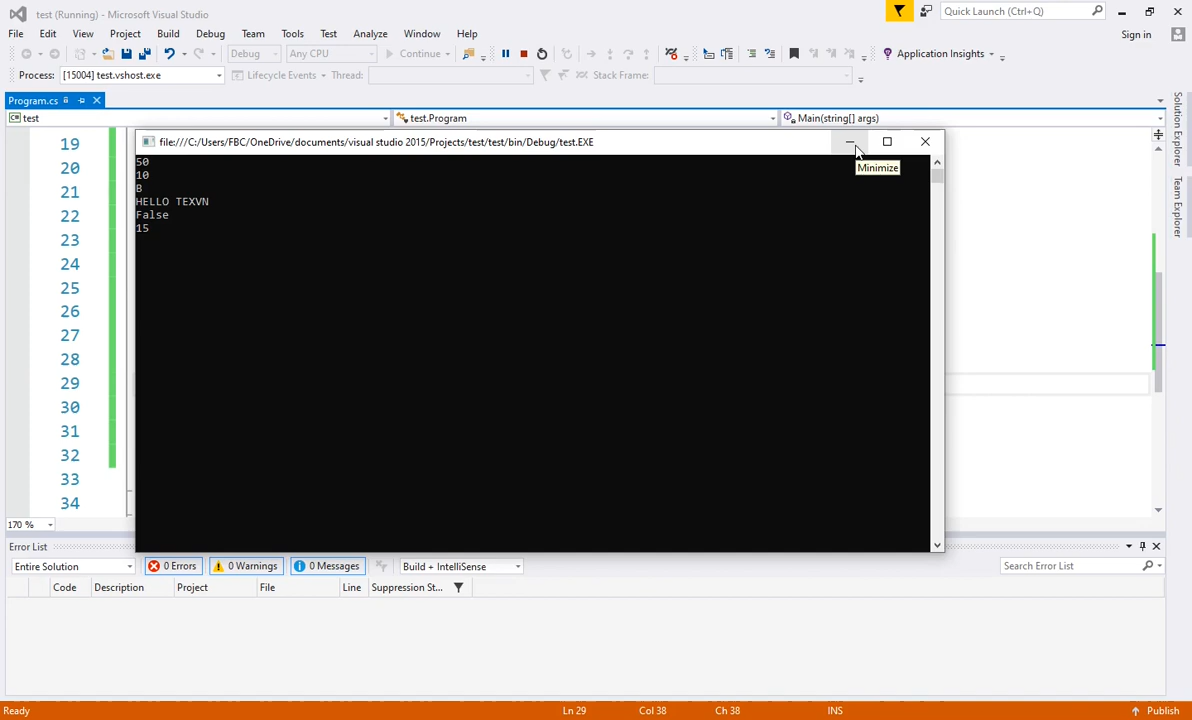 test (Running) - Microsoft Visual Studio
Quick Launch (Ctrl+Q)
File Edit View Project Build Debug Team Tools Test Analyze Window Help
Sign in
Debug Any CPU Continue Application Insights
Process: [15004] test.vshost.exe Lifecycle Events Thread: Stack Frame:
Program.cs
test test.Program Main(string[] args)
file:///C:/Users/FBC/OneDrive/documents/visual studio 2015/Projects/test/test/bin/Debug/test.EXE
Minimize
50
10
B
HELLO TEXVN
False
15
19
20
21
22
23
24
25
26
27
28
29
30
31
32
33
34
Solution Explorer
Team Explorer
170 %
Error List
Entire Solution 0 Errors 0 Warnings 0 Messages Build + IntelliSense Search Error List
Code Description Project File Line Suppression St...
Ready Ln 29 Col 38 Ch 38 INS Publish